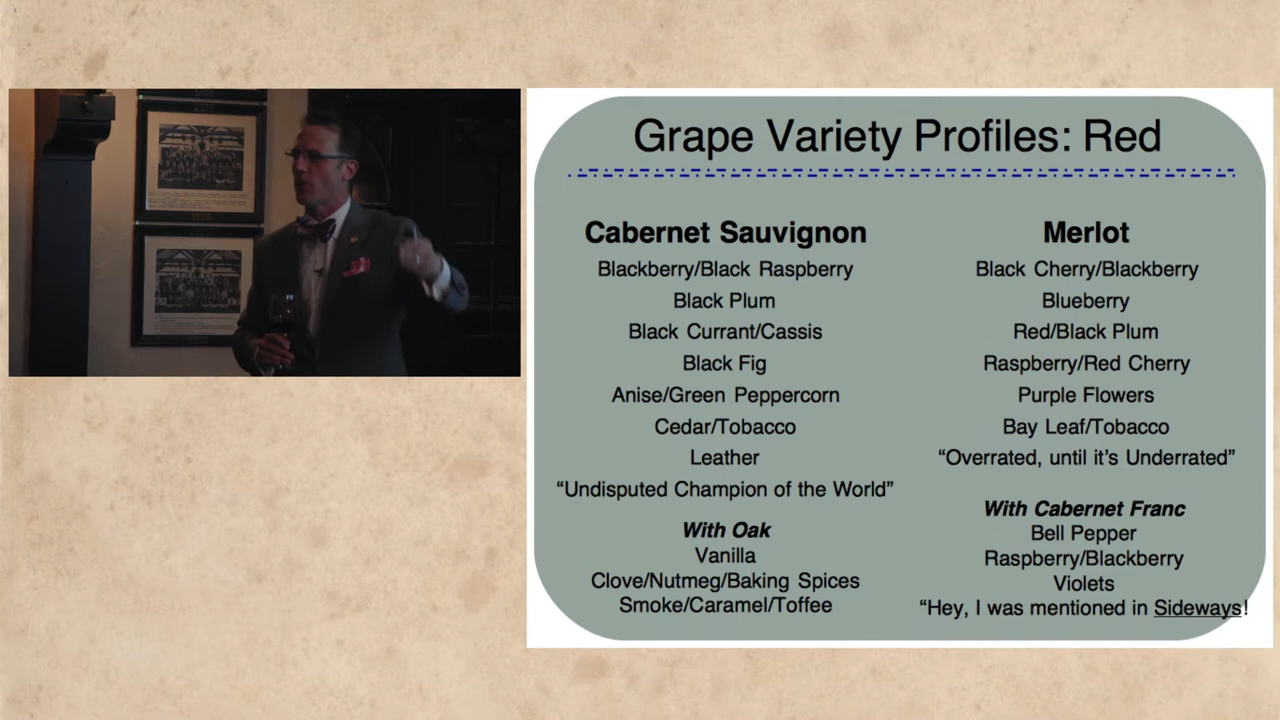 Grape Variety Profiles: Red
Cabernet Sauvignon
Blackberry/Black Raspberry
Black Plum
Black Currant/Cassis
Black Fig
Anise/Green Peppercorn
Cedar/Tobacco
Leather
“Undisputed Champion of the World”
With Oak
Vanilla
Clove/Nutmeg/Baking Spices
Smoke/Caramel/Toffee
Merlot
Black Cherry/Blackberry
Blueberry
Red/Black Plum
Raspberry/Red Cherry
Purple Flowers
Bay Leaf/Tobacco
“Overrated, until it’s Underrated”
With Cabernet Franc
Bell Pepper
Raspberry/Blackberry
Violets
“Hey, I was mentioned in Sideways!